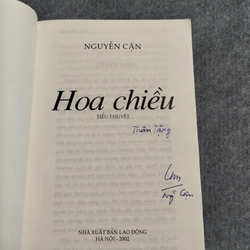 NGUYỄN CẬN
Hoa chiều
TIỂU THUYẾT
Thân Tặng
NHÀ XUẤT BẢN LAO ĐỘNG
HÀ NỘI - 2002